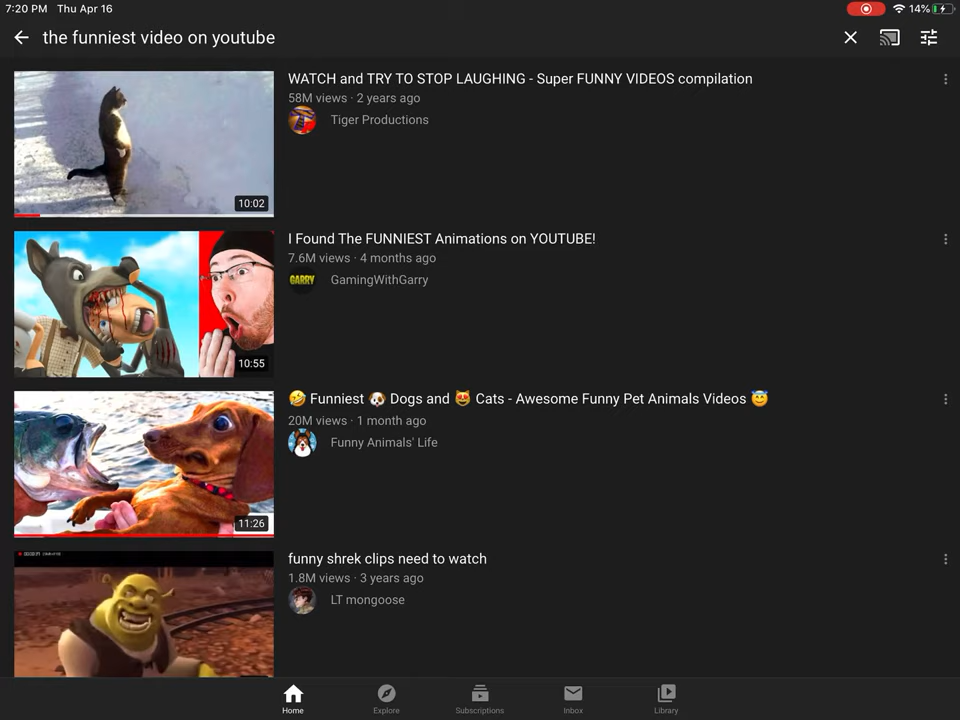 7:20 PM Thu Apr 16
14%
the funniest video on youtube
WATCH and TRY TO STOP LAUGHING - Super FUNNY VIDEOS compilation
58M views · 2 years ago
Tiger Productions
10:02
I Found The FUNNIEST Animations on YOUTUBE!
7.6M views · 4 months ago
GARRY
GamingWithGarry
10:55
🤣 Funniest 🐶 Dogs and 😻 Cats - Awesome Funny Pet Animals Videos 😇
20M views · 1 month ago
Funny Animals' Life
11:26
funny shrek clips need to watch
1.8M views · 3 years ago
LT mongoose
Home
Explore
Subscriptions
Inbox
Library